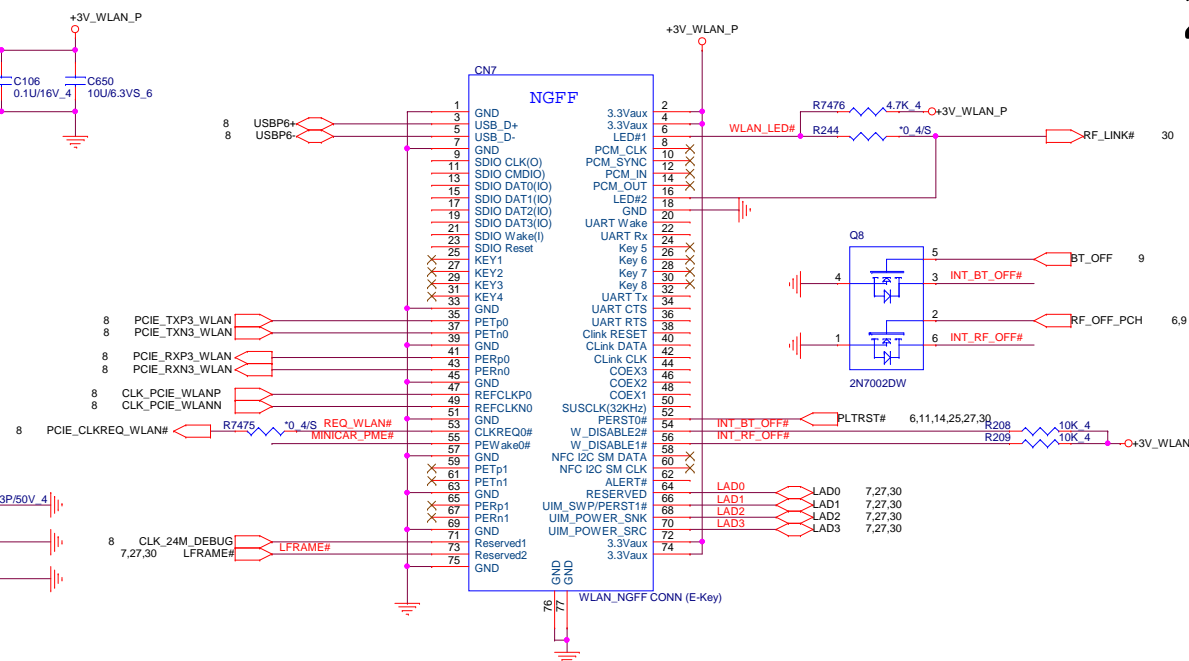 +3V_WLAN_P
C106
0.1U/16V_4
C650
10U/6.3VS_6
+3V_WLAN_P
CN7
NGFF
1 GND 3.3Vaux 2
8 USBP6+ 3 USB_D+ 3.3Vaux 4
8 USBP6- 5 USB_D- LED#1 6 WLAN_LED#
R7476 4.7K_4 +3V_WLAN_P
R244 *0_4/S RF_LINK# 30
7 GND PCM_CLK 8
9 SDIO CLK(O) PCM_SYNC 10
11 SDIO CMDIO) PCM_IN 12
13 SDIO DAT0(IO) PCM_OUT 14
15 SDIO DAT1(IO) LED#2 16
17 SDIO DAT2(IO) GND 18
19 SDIO DAT3(IO) UART Wake 20
21 SDIO Wake(I) UART Rx 22
23 SDIO Reset Key 5 24
25 KEY1 Key 6 26
27 KEY2 Key 7 28
29 KEY3 Key 8 30
31 KEY4 UART Tx 32
33 GND UART CTS 34
8 PCIE_TXP3_WLAN 35 PETp0 UART RTS 36
8 PCIE_TXN3_WLAN 37 PETn0 Clink RESET 38
39 GND CLink DATA 40
8 PCIE_RXP3_WLAN 41 PERp0 CLink CLK 42
8 PCIE_RXN3_WLAN 43 PERn0 COEX3 44
45 GND COEX2 46
8 CLK_PCIE_WLANP 47 REFCLKP0 COEX1 48
8 CLK_PCIE_WLANN 49 REFCLKN0 SUSCLK(32KHz) 50
51 GND PERST0# 52 PLTRST# 6,11,14,25,27,30
8 PCIE_CLKREQ_WLAN# R7475 *0_4/S REQ_WLAN# 53 CLKREQ0# W_DISABLE2# 54 INT_BT_OFF# R208 10K_4
MINICAR_PME# 55 PEWake0# W_DISABLE1# 56 INT_RF_OFF# R209 10K_4 +3V_WLAN
57 GND NFC I2C SM DATA 58
59 PETp1 NFC I2C SM CLK 60
61 PETn1 ALERT# 62
63 GND RESERVED 64 LAD0 LAD0 7,27,30
65 PERp1 UIM_SWP/PERST1# 66 LAD1 LAD1 7,27,30
67 PERn1 UIM_POWER_SNK 68 LAD2 LAD2 7,27,30
69 GND UIM_POWER_SRC 70 LAD3 LAD3 7,27,30
8 CLK_24M_DEBUG 71 Reserved1 3.3Vaux 72
7,27,30 LFRAME# LFRAME# 73 Reserved2 3.3Vaux 74
75 GND
GND
GND
76
77
WLAN_NGFF CONN (E-Key)
Q8
5 BT_OFF 9
4 3 INT_BT_OFF#
2 RF_OFF_PCH 6,9
1 6 INT_RF_OFF#
2N7002DW
3P/50V_4